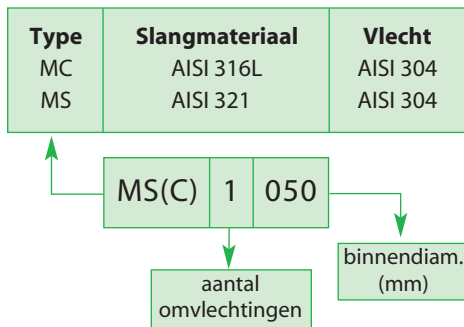 Type Slangmateriaal Vlecht
MC AISI 316L AISI 304
MS AISI 321 AISI 304
MS(C) 1 050
binnendiam.
(mm)
aantal
omvlechtingen